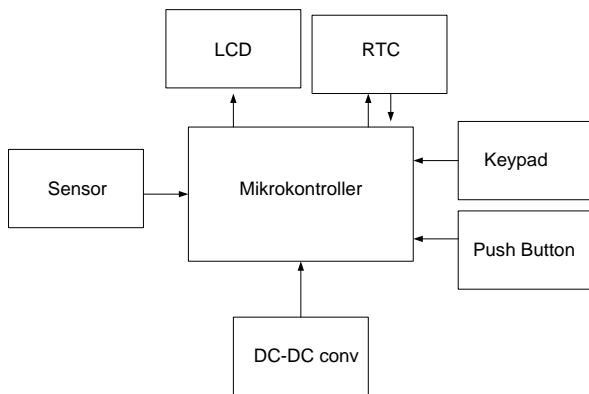 LCD
RTC
Sensor
Mikrokontroller
Keypad
Push Button
DC-DC conv